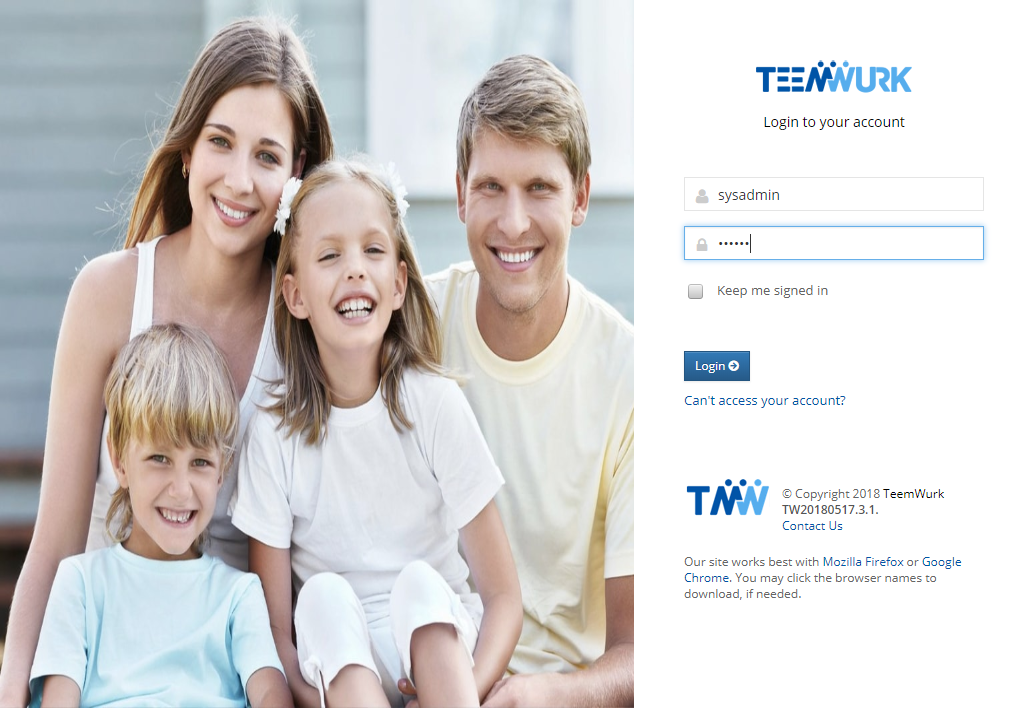 TEEMWURK
Login to your account
sysadmin
••••••
Keep me signed in
Login
Can't access your account?
TMW
© Copyright 2018 TeemWurk
TW20180517.3.1.
Contact Us
Our site works best with Mozilla Firefox or Google
Chrome. You may click the browser names to
download, if needed.